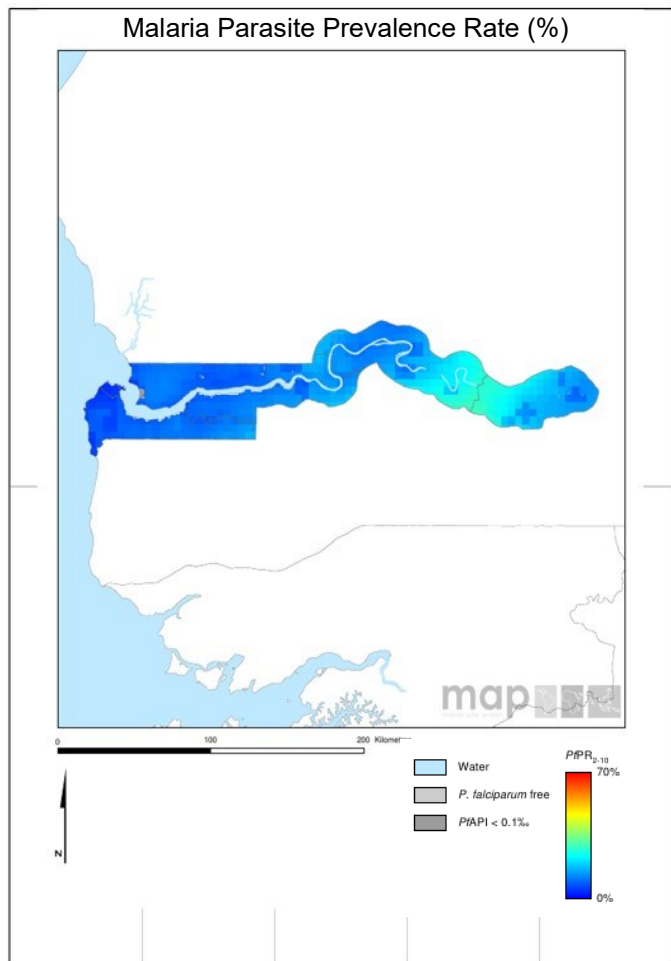 Malaria Parasite Prevalence Rate (%)
map
0 100 200 Kilomet
Water
P. falciparum free
PfAPI < 0.1‰
PfPR2-10
70%
0%
N